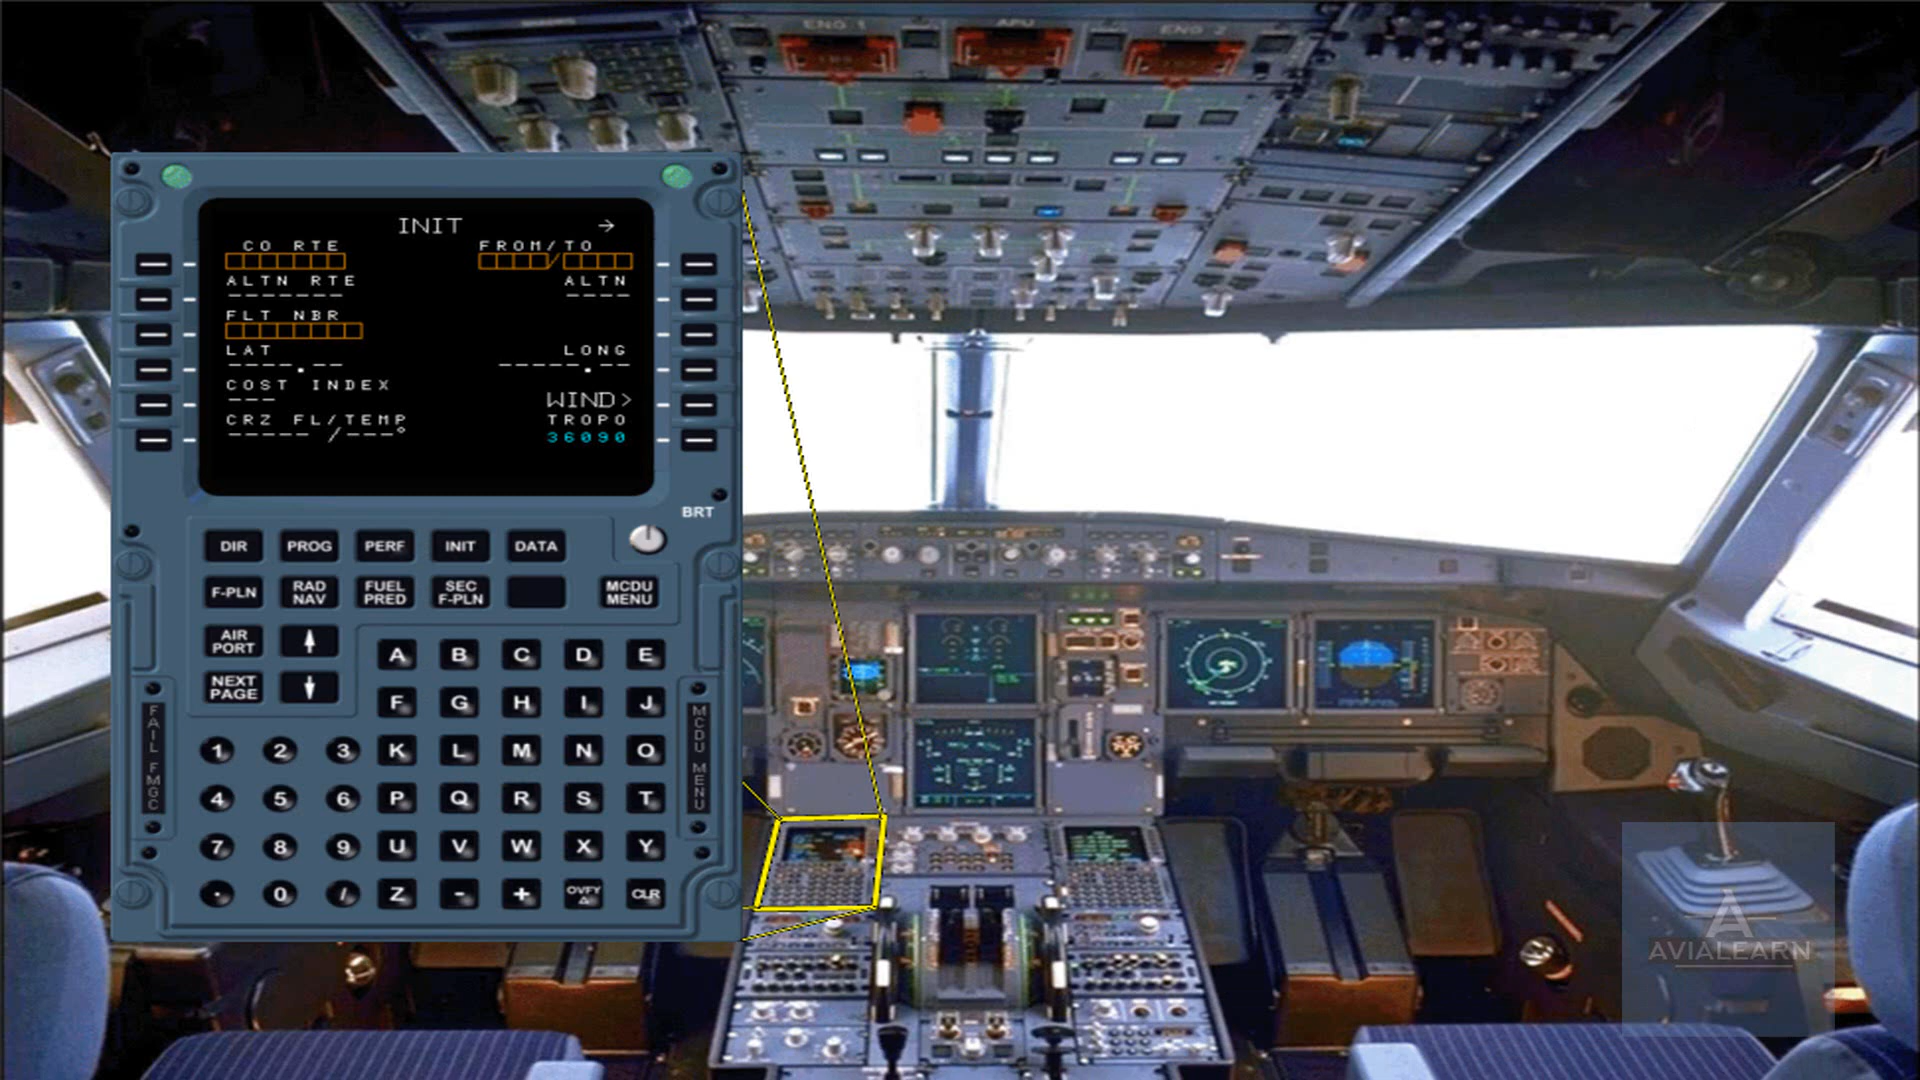 ENG 1 APU ENG 2
INIT →
CO RTE FROM/TO
ALTN RTE ALTN
----
FLT NBR
LAT LONG
----.-- -----.--
COST INDEX
---
WIND>
CRZ FL/TEMP TROPO
----- /---° 36090
BRT
DIR PROG PERF INIT DATA
F-PLN RAD NAV FUEL PRED SEC F-PLN MCDU MENU
AIR PORT
NEXT PAGE
A B C D E
F G H I J
1 2 3 K L M N O
4 5 6 P Q R S T
7 8 9 U V W X Y
. 0 / Z - + OVFY Δ CLR
FAIL FMGC
MCDU MENU
A
AVIALEARN